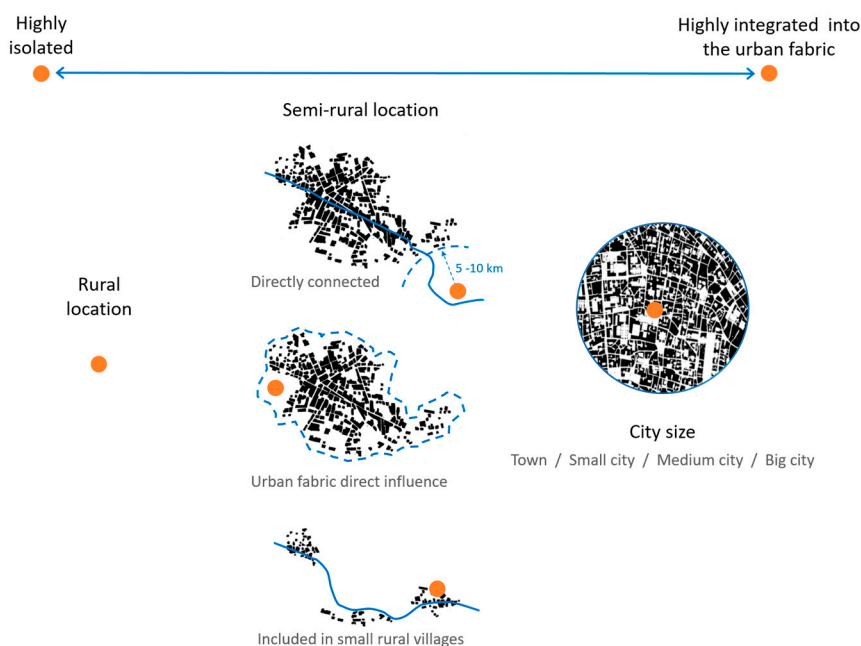 Highly
isolated
Highly integrated into
the urban fabric
Semi-rural location
5 -10 km
Directly connected
Rural
location
Urban fabric direct influence
City size
Town / Small city / Medium city / Big city
Included in small rural villages